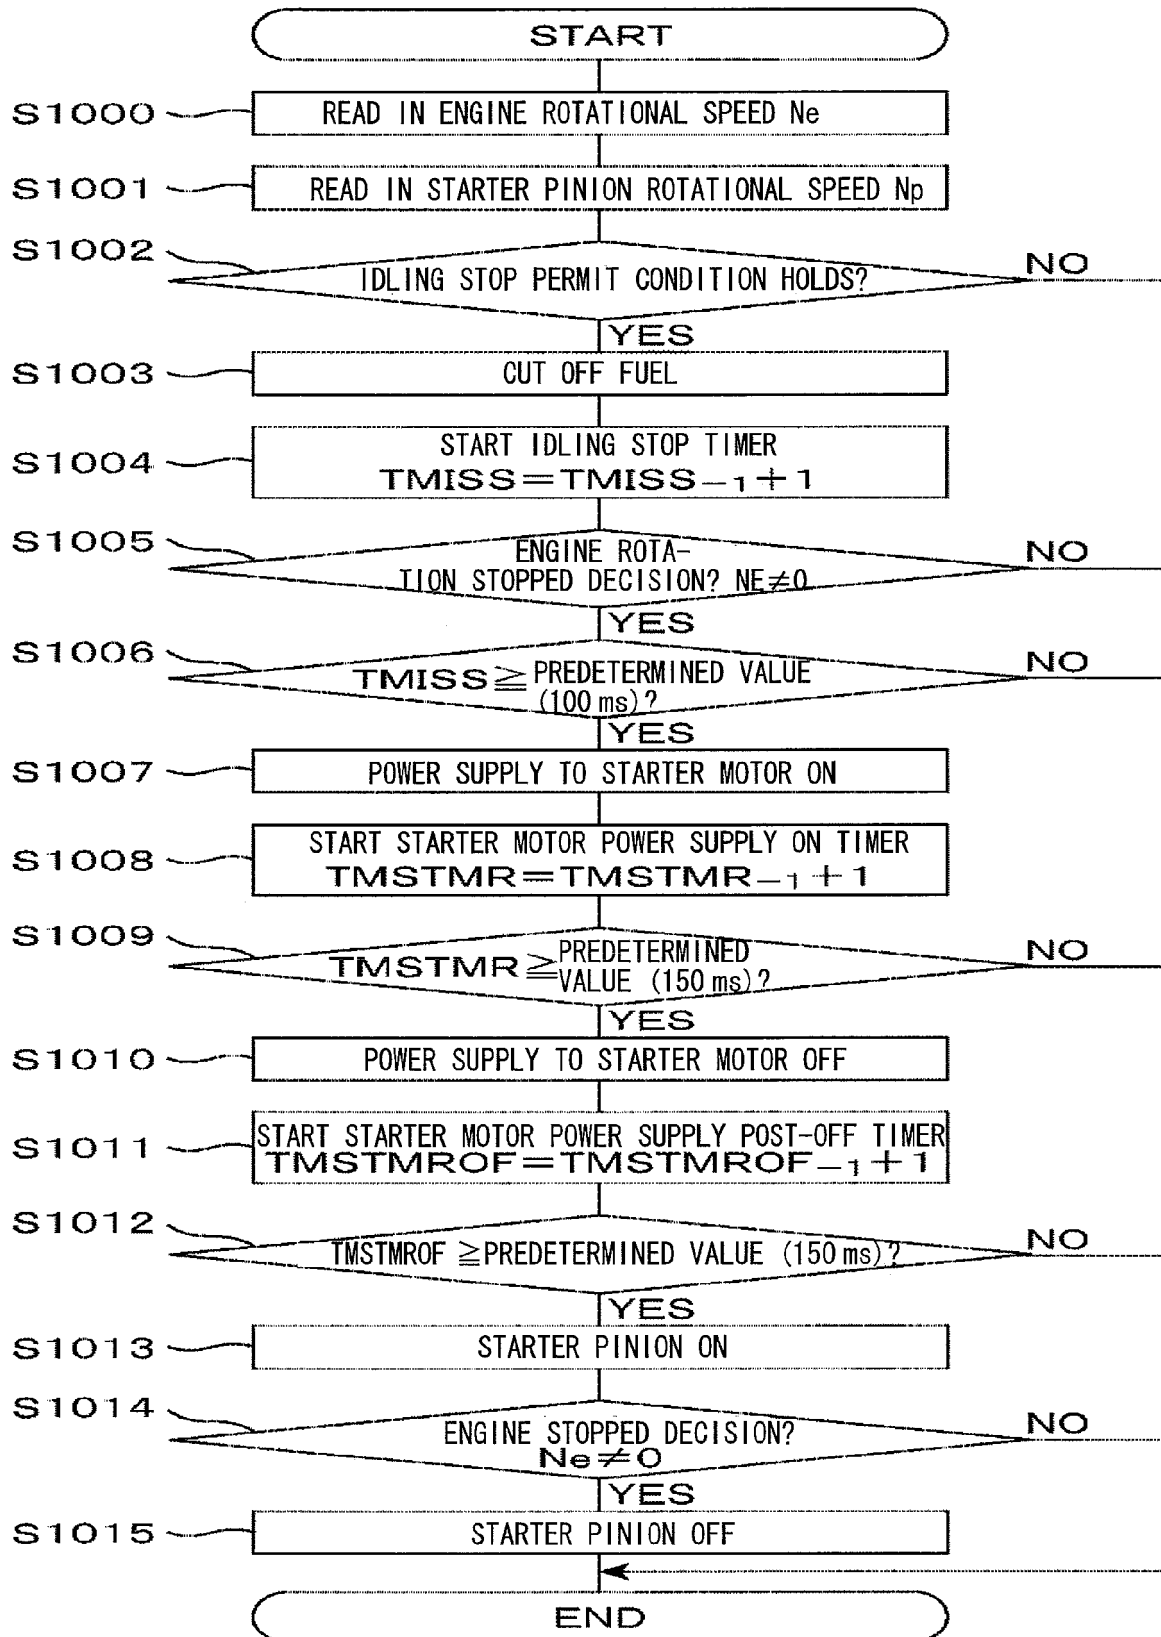 START
S1000
READ IN ENGINE ROTATIONAL SPEED Ne
S1001
READ IN STARTER PINION ROTATIONAL SPEED Np
S1002
IDLING STOP PERMIT CONDITION HOLDS?
NO
YES
S1003
CUT OFF FUEL
S1004
START IDLING STOP TIMER
TMISS=TMISS-1+1
S1005
ENGINE ROTA-
TION STOPPED DECISION? NE≠0
NO
YES
S1006
TMISS≧PREDETERMINED VALUE
(100 ms)?
NO
YES
S1007
POWER SUPPLY TO STARTER MOTOR ON
S1008
START STARTER MOTOR POWER SUPPLY ON TIMER
TMSTMR=TMSTMR-1+1
S1009
TMSTMR≧PREDETERMINED
VALUE (150 ms)?
NO
YES
S1010
POWER SUPPLY TO STARTER MOTOR OFF
S1011
START STARTER MOTOR POWER SUPPLY POST-OFF TIMER
TMSTMROF=TMSTMROF-1+1
S1012
TMSTMROF ≧PREDETERMINED VALUE (150 ms)?
NO
YES
S1013
STARTER PINION ON
S1014
ENGINE STOPPED DECISION?
Ne≠0
NO
YES
S1015
STARTER PINION OFF
END